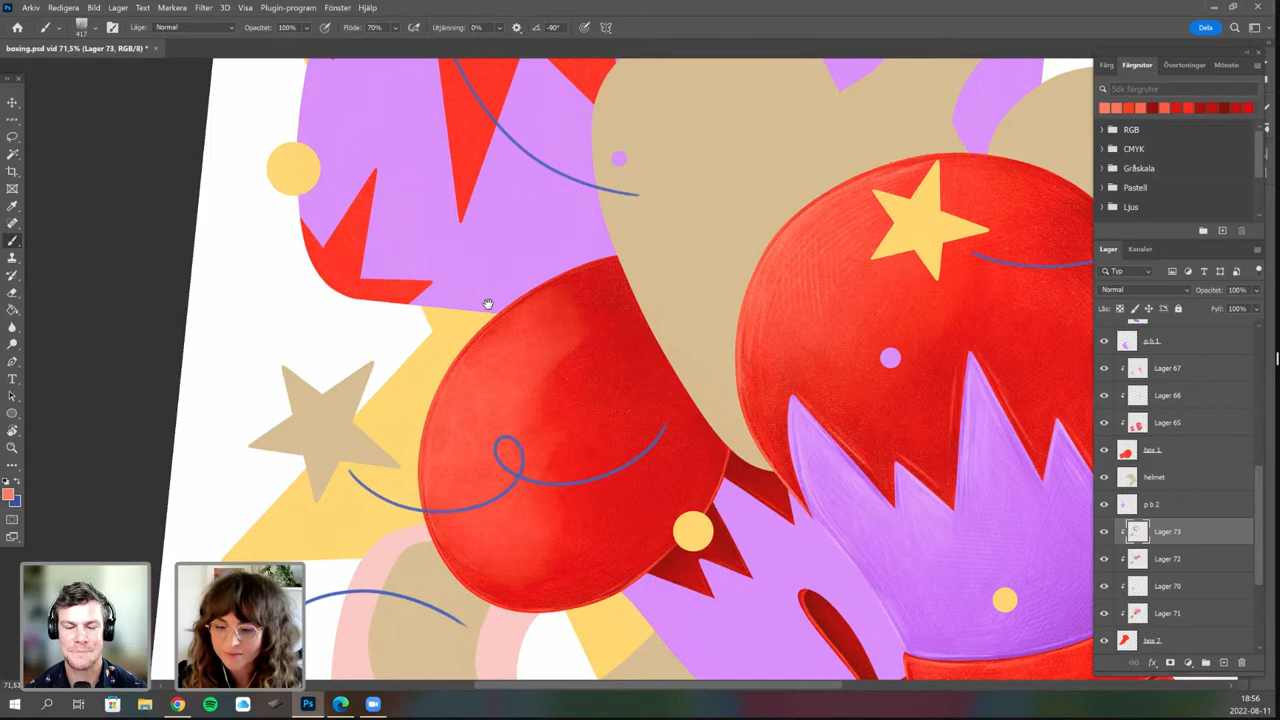 Arkiv Redigera Bild Lager Text Markera Filter 3D Visa Plugin-program Fönster Hjälp
417 Läge: Normal Opacitet: 100% Flöde: 70% Utjämning: 0% -90° Dela
boxing.psd vid 71,5% (Lager 73, RGB/8) *
Färg Färgrutor Övertoningar Mönste
Sök färgrutor
RGB
CMYK
Gråskala
Pastell
Ljus
Lager Kanaler
Typ
Normal Opacitet: 100%
Lås: Fyll: 100%
p b 1
Lager 67
Lager 66
Lager 65
box 1
helmet
p b 2
Lager 73
Lager 72
Lager 70
Lager 71
box 2
18:56
2022-08-11